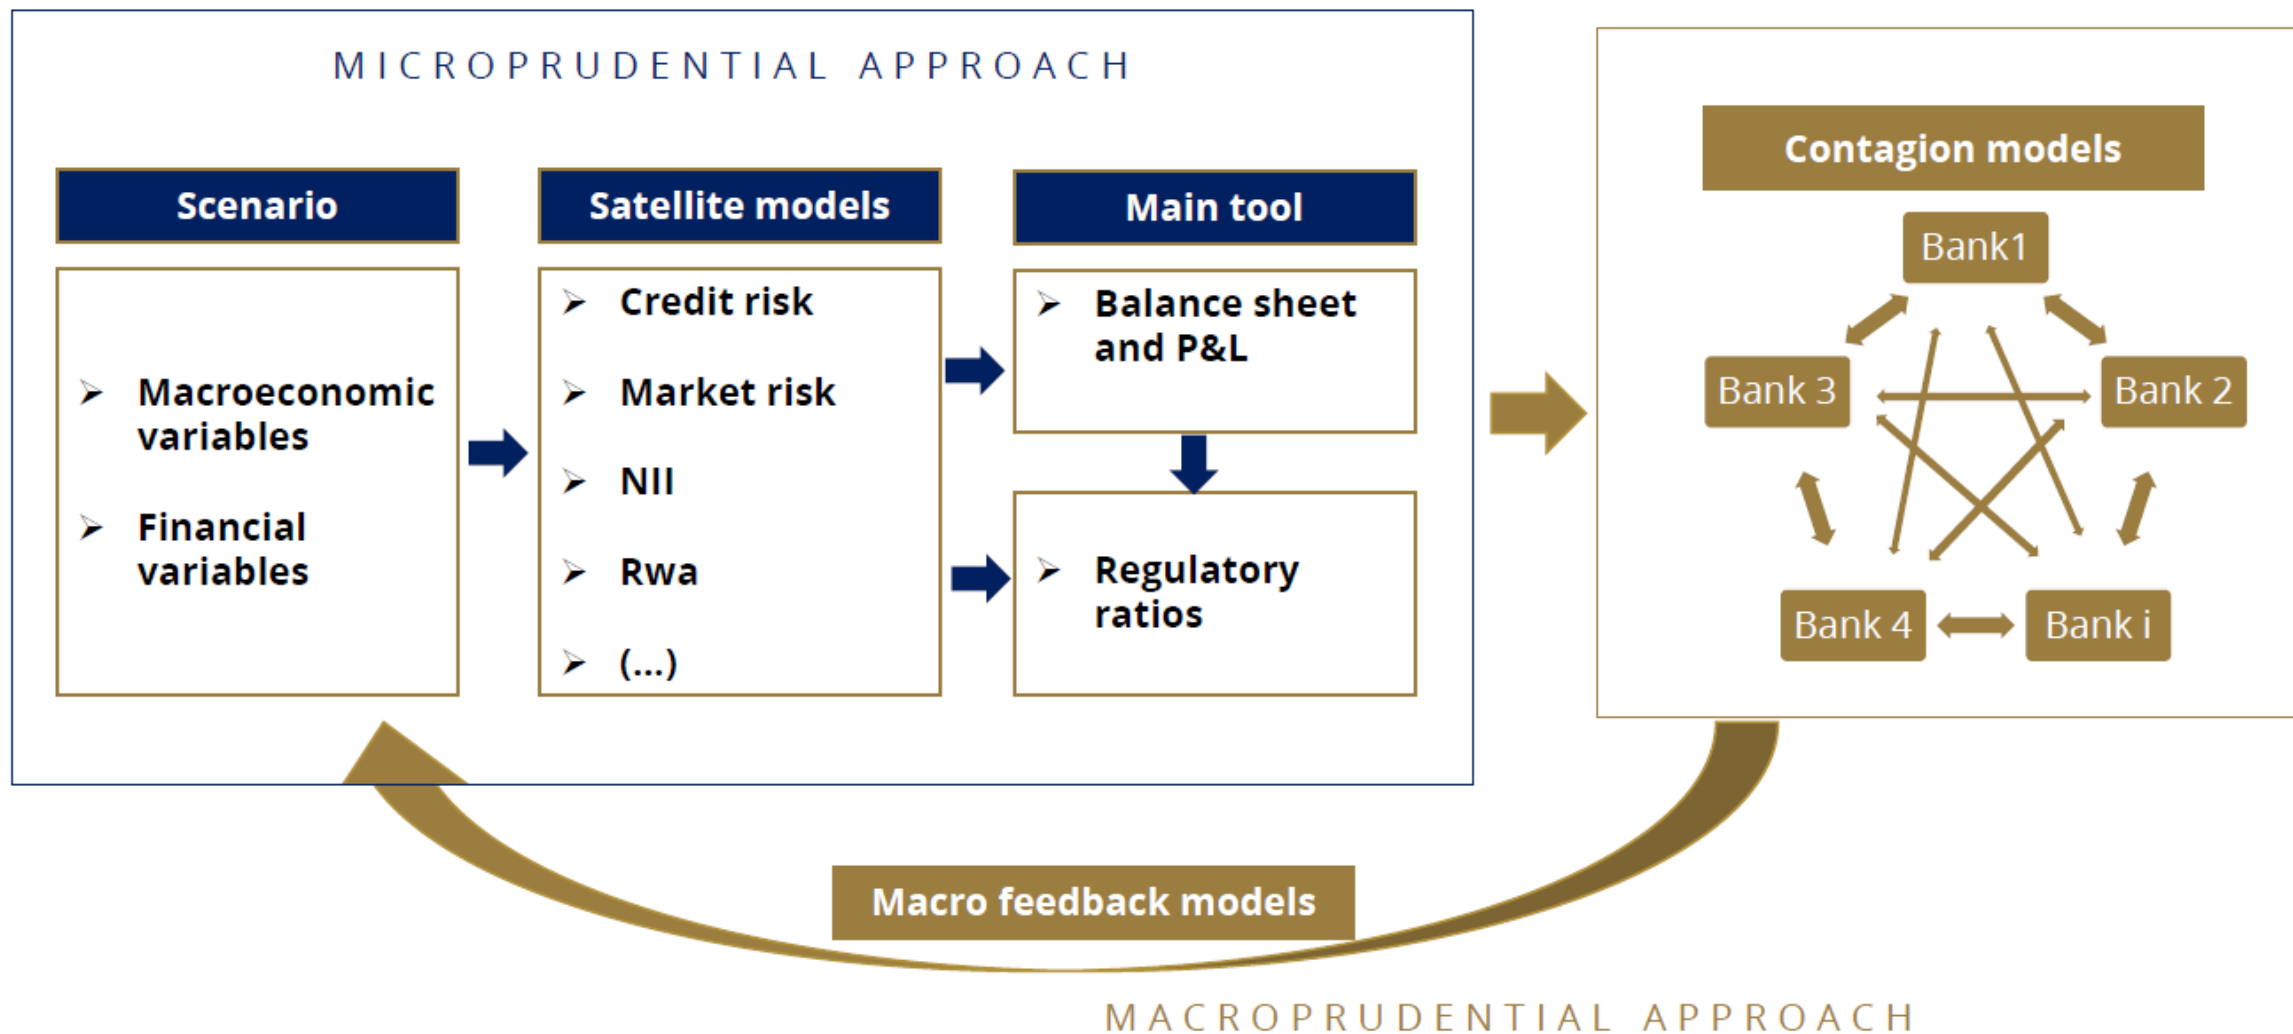 MICROPRUDENTIAL APPROACH
Scenario
Macroeconomic
variables
Financial
variables
Satellite models
Credit risk
Market risk
NII
Rwa
(...)
Main tool
Balance sheet
and P&L
Regulatory
ratios
Contagion models
Bank1
Bank 3
Bank 2
Bank 4
Bank i
Macro feedback models
MACROPRUDENTIAL APPROACH